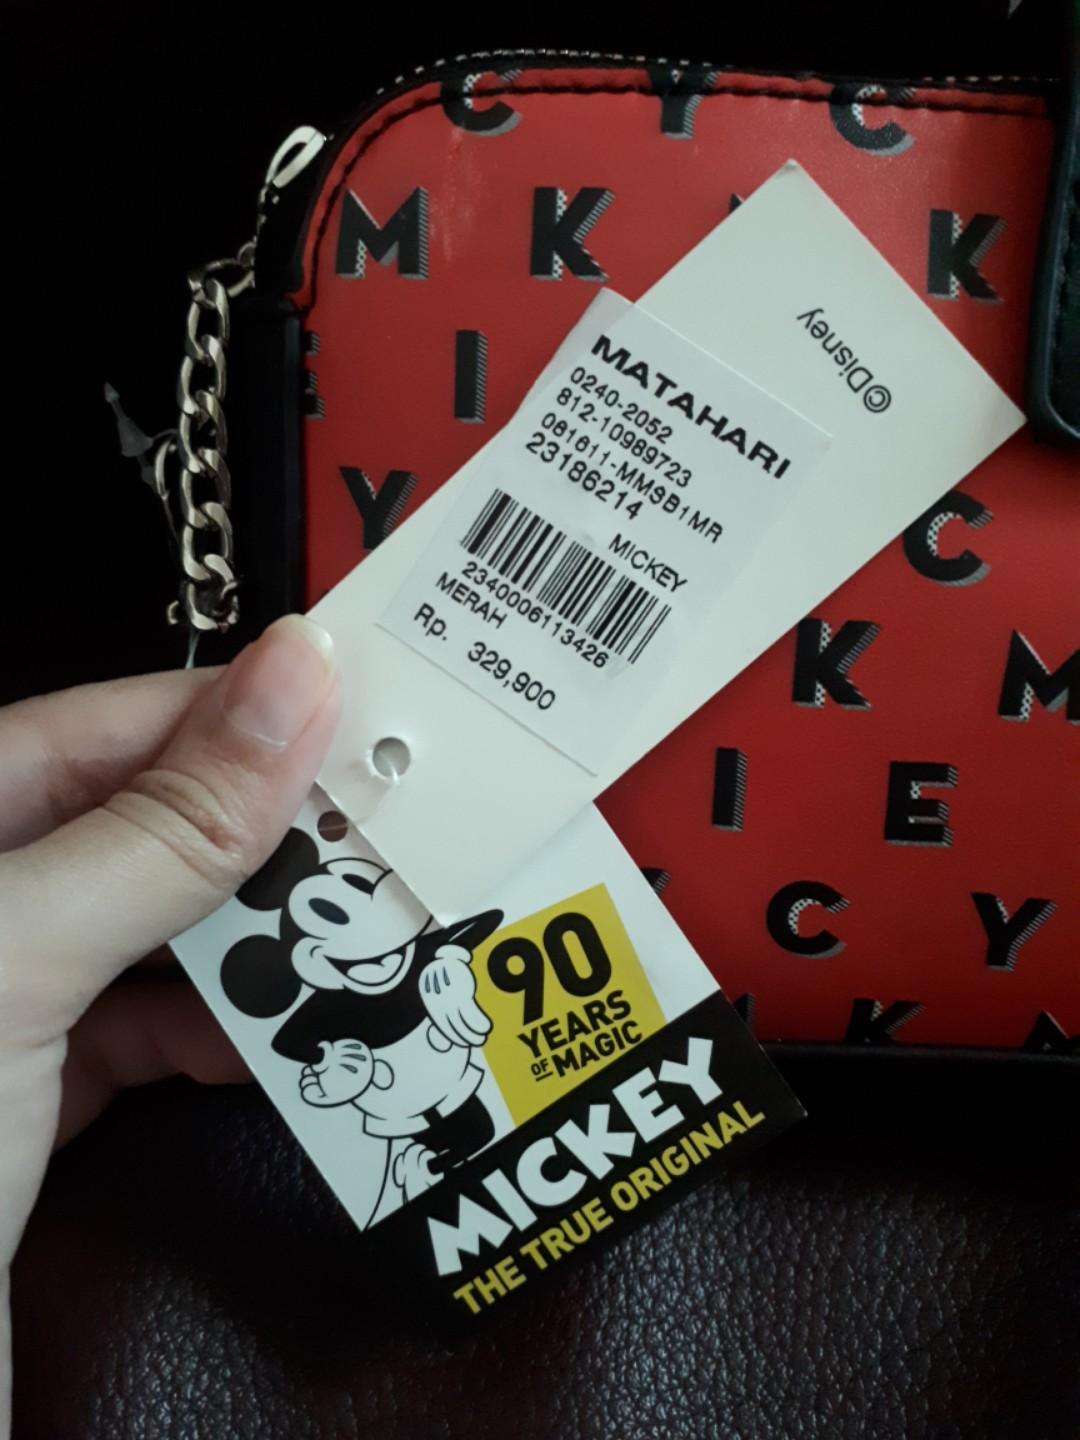 C Y C
M K K
E I
Y C
K M
I E
C Y
K
©Disney
MATAHARI
0240-2052
812-10989723
061611-MMSB1MR
23186214
MICKEY
2340006113426
MERAH
Rp. 329,900
90
YEARS
OF MAGIC
MICKEY
THE TRUE ORIGINAL